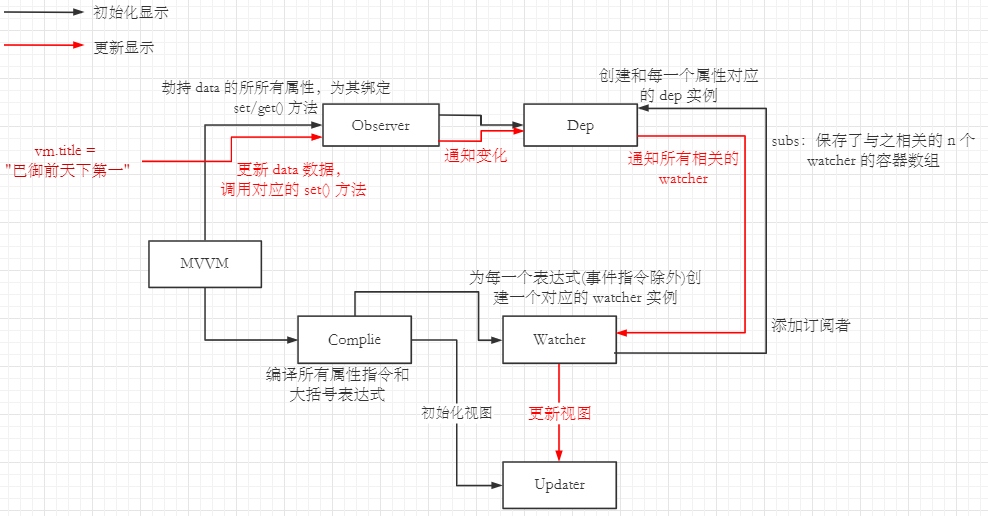 初始化显示
更新显示
劫持 data 的所所有属性，为其绑定
set/get() 方法
创建和每一个属性对应
的 dep 实例
Observer
Dep
vm.title =
"巴御前天下第一"
更新 data 数据，
调用对应的 set() 方法
通知变化
通知所有相关的
watcher
subs：保存了与之相关的 n 个
watcher 的容器数组
MVVM
为每一个表达式(事件指令除外)创
建一个对应的 watcher 实例
Complie
Watcher
添加订阅者
编译所有属性指令和
大括号表达式
初始化视图
更新视图
Updater